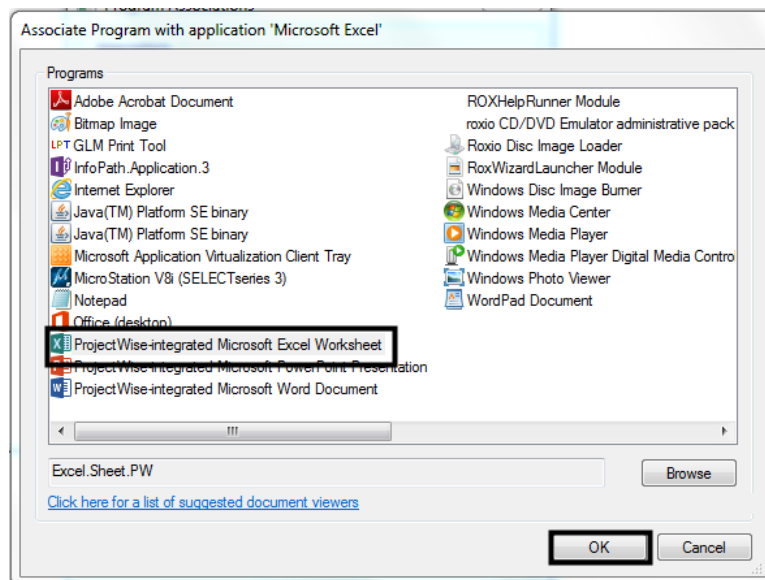 Program Associations
Associate Program with application 'Microsoft Excel'
Programs
Adobe Acrobat Document
Bitmap Image
LPT GLM Print Tool
InfoPath.Application.3
Internet Explorer
Java(TM) Platform SE binary
Java(TM) Platform SE binary
Microsoft Application Virtualization Client Tray
MicroStation V8i (SELECTseries 3)
Notepad
Office (desktop)
ProjectWise-integrated Microsoft Excel Worksheet
ProjectWise-integrated Microsoft PowerPoint Presentation
ProjectWise-integrated Microsoft Word Document
ROXHelpRunner Module
roxio CD/DVD Emulator administrative pack
Roxio Disc Image Loader
RoxWizardLauncher Module
Windows Disc Image Burner
Windows Media Center
Windows Media Player
Windows Media Player Digital Media Contro
Windows Photo Viewer
WordPad Document
Excel.Sheet.PW
Browse
Click here for a list of suggested document viewers
OK
Cancel